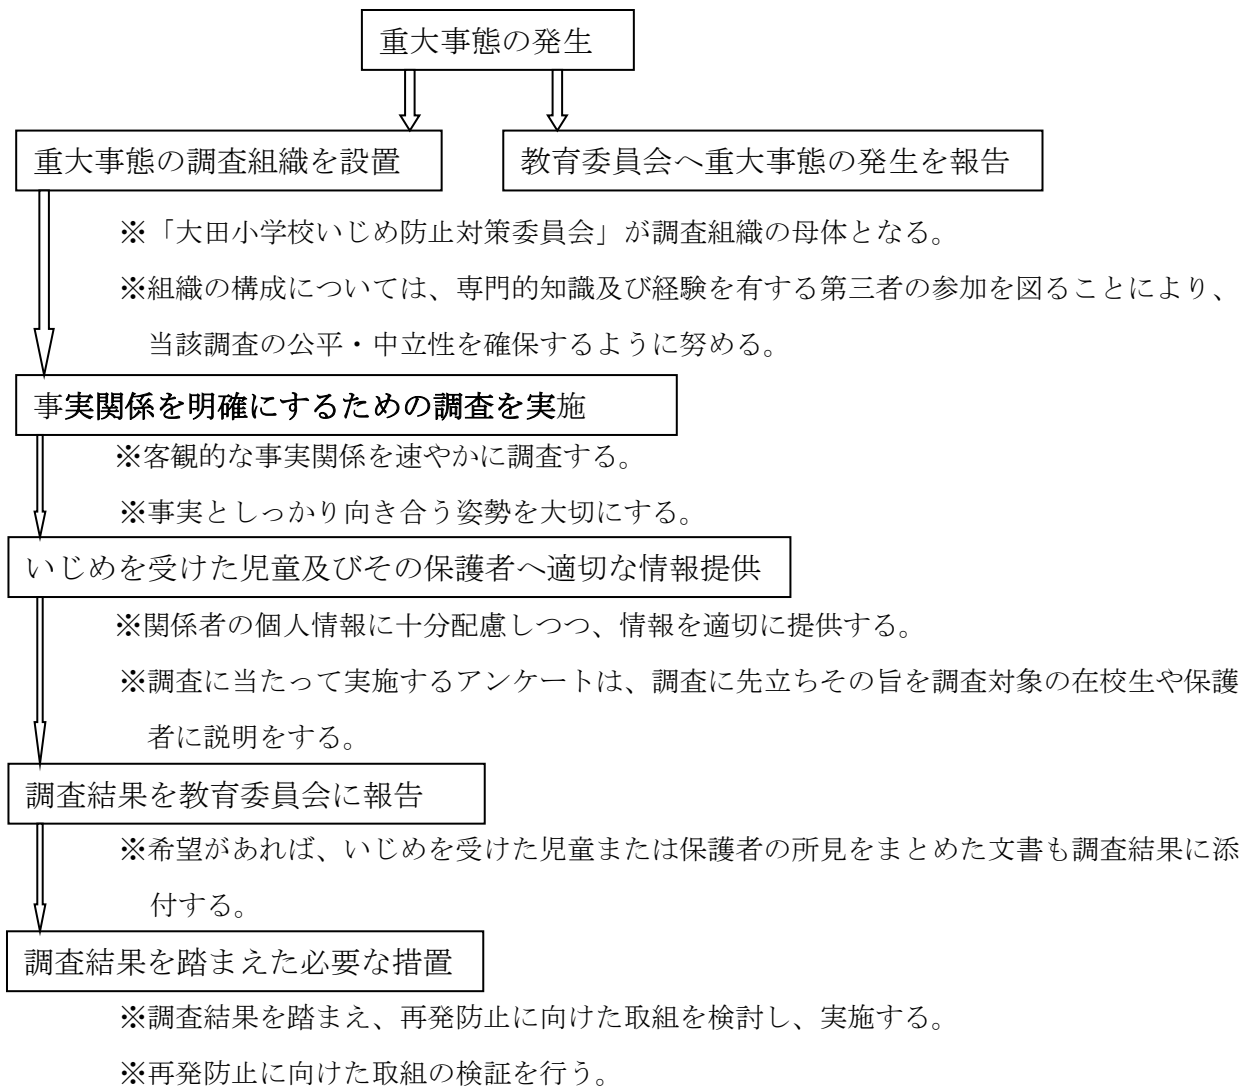 重大事態の発生
重大事態の調査組織を設置
教育委員会へ重大事態の発生を報告
※「大田小学校いじめ防止対策委員会」が調査組織の母体となる。
※組織の構成については、専門的知識及び経験を有する第三者の参加を図ることにより、
当該調査の公平・中立性を確保するように努める。
事実関係を明確にするための調査を実施
※客観的な事実関係を速やかに調査する。
※事実としっかり向き合う姿勢を大切にする。
いじめを受けた児童及びその保護者へ適切な情報提供
※関係者の個人情報に十分配慮しつつ、情報を適切に提供する。
※調査に当たって実施するアンケートは、調査に先立ちその旨を調査対象の在校生や保護
者に説明をする。
調査結果を教育委員会に報告
※希望があれば、いじめを受けた児童または保護者の所見をまとめた文書も調査結果に添
付する。
調査結果を踏まえた必要な措置
※調査結果を踏まえ、再発防止に向けた取組を検討し、実施する。
※再発防止に向けた取組の検証を行う。